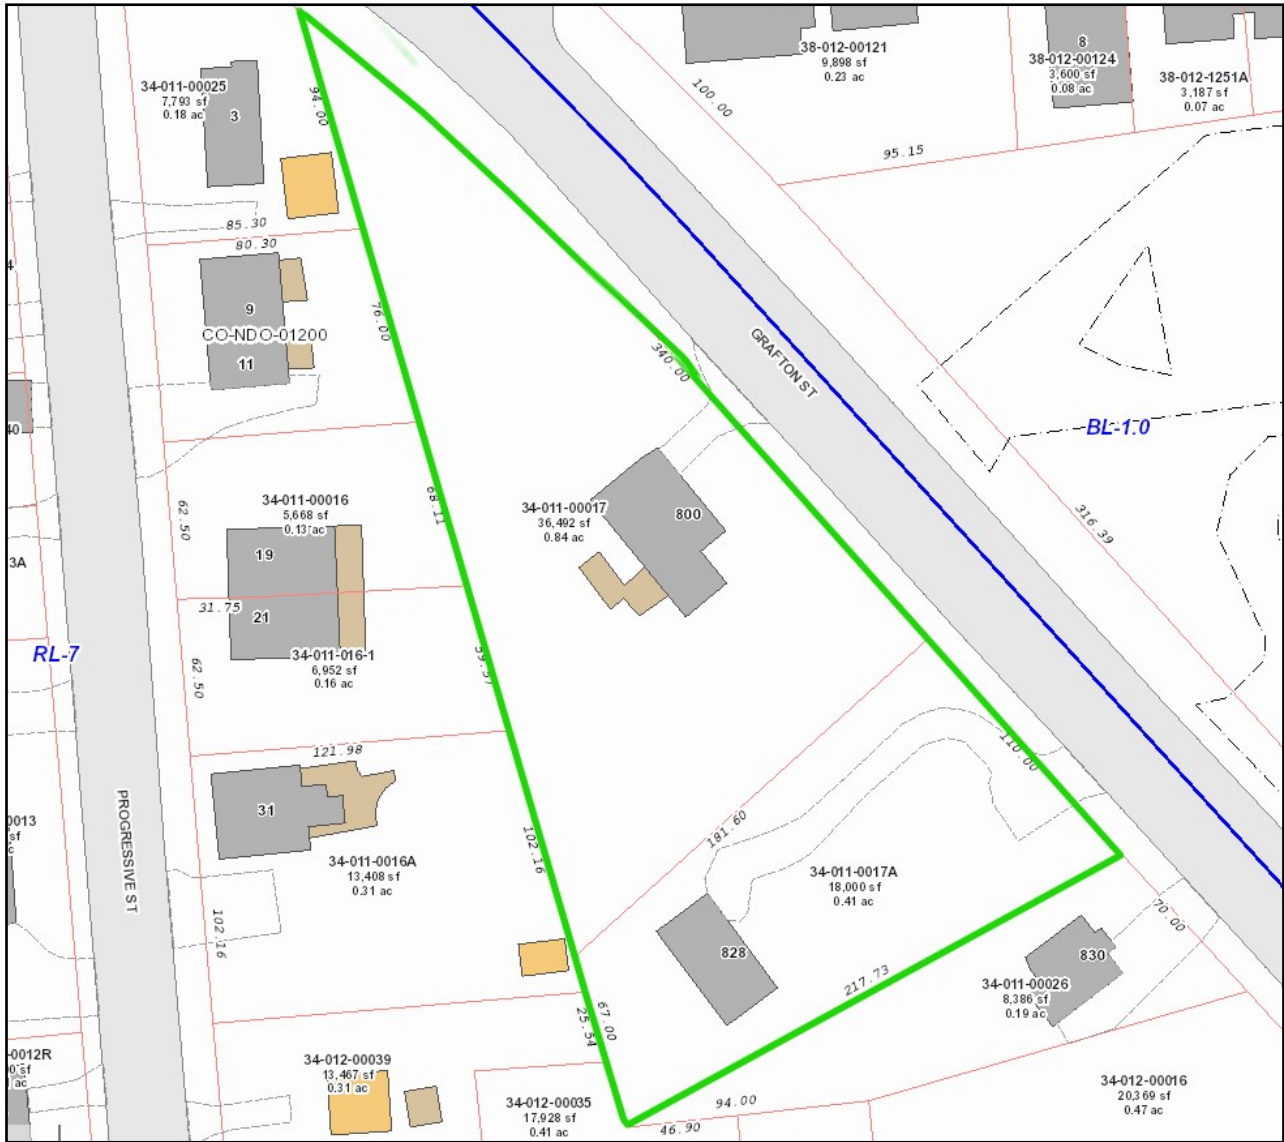 38-012-00121
9,898 sf
0.23 ac
8
38-012-00124
3,600 sf
0.08 ac
38-012-1251A
3,187 sf
0.07 ac
34-011-00025
7,793 sf
0.18 ac
3
94.00
100.00
95.15
85.30
80.30
9
CO-NDO-01200
11
76.00
340.00
GRAFTON ST
BL-1.0
34-011-00016
5,668 sf
0.13 ac
19
62.50
68.11
34-011-00017
36,492 sf
0.84 ac
800
316.39
3A
31.75
21
RL-7
34-011-016-1
6,952 sf
0.16 ac
62.50
59.57
121.98
110.00
PROGRESSIVE ST
31
102.16
181.60
34-011-0016A
13,408 sf
0.31 ac
34-011-0017A
18,000 sf
0.41 ac
0013
sf
102.16
70.00
828
830
217.73
34-011-00026
8,386 sf
0.19 ac
67.00
25.54
-0012R
0 sf
ac
34-012-00039
13,467 sf
0.31 ac
34-012-00035
17,928 sf
0.41 ac
94.00
46.90
34-012-00016
20,369 sf
0.47 ac